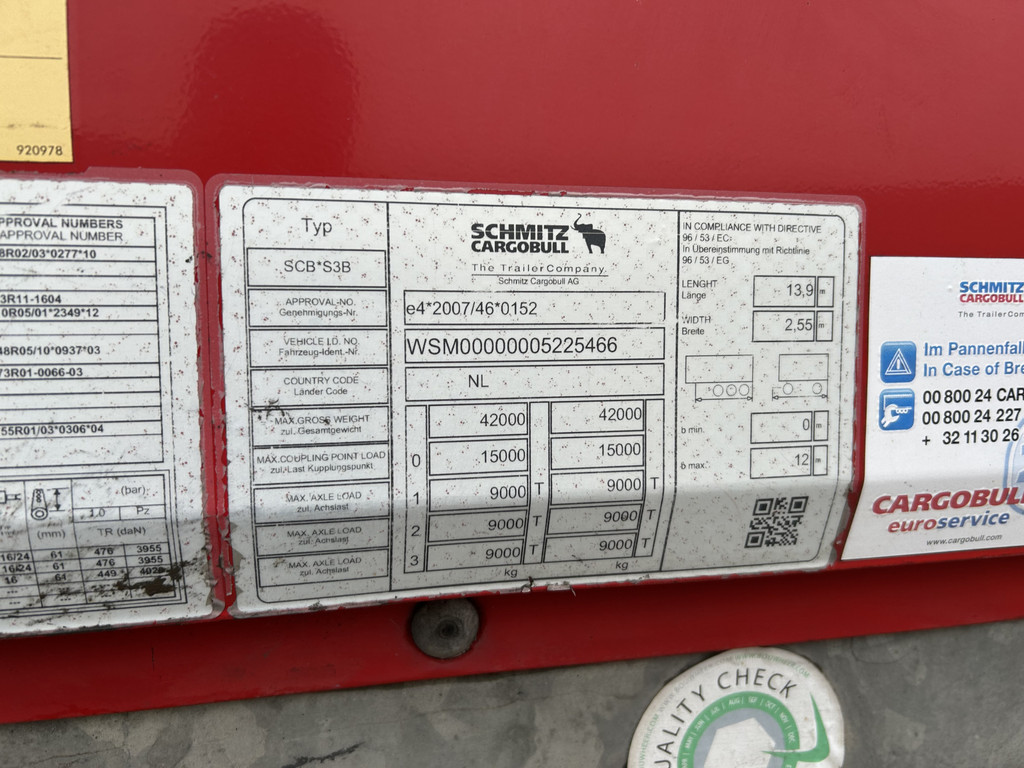 920978
PPROVAL NUMBERS
APPROVAL NUMBER
8R02/03*0277*10
3R11-1604
0R05/01*2349*12
48R05/10*0937*03
73R01-0066-03
55R01/03*0306*04
(bar)
(mm) 1.0 Pz
TR (daN)
16/24 61 476 3955
16/24 61 476 3955
16 61 449
Typ
SCB*S3B
APPROVAL-NO.
Genehmigungs-Nr.
VEHICLE I.D. NO.
Fahrzeug-Ident.-Nr.
COUNTRY CODE
Länder Code
MAX.GROSS WEIGHT
zul. Gesamtgewicht
MAX.COUPLING POINT LOAD
zul.Last Kupplungspunkt
MAX. AXLE LOAD
zul. Achslast
MAX. AXLE LOAD
zul. Achslast
MAX. AXLE LOAD
zul. Achslast
SCHMITZ
CARGOBULL
The TrailerCompany.
Schmitz Cargobull AG
e4*2007/46*0152
WSM00000005225466
NL
42000 42000
0 15000 15000
1 9000 T 9000 T
2 9000 T 9000 T
3 9000 T 9000 T
kg kg
IN COMPLIANCE WITH DIRECTIVE
96 / 53 / EC:
In Übereinstimmung mit Richtlinie
96 / 53 / EG
LENGHT
Länge 13,9 m
WIDTH
Breite 2,55 m
b min. 0 m
b max. 12 m
SCHMITZ
CARGOBULL
The TrailerCom
Im Pannenfall
In Case of Bre
00 800 24 CAR
00 800 24 227
+ 32 11 30 26
CARGOBULL
euroservice
www.cargobull.com
UALITY CHECK